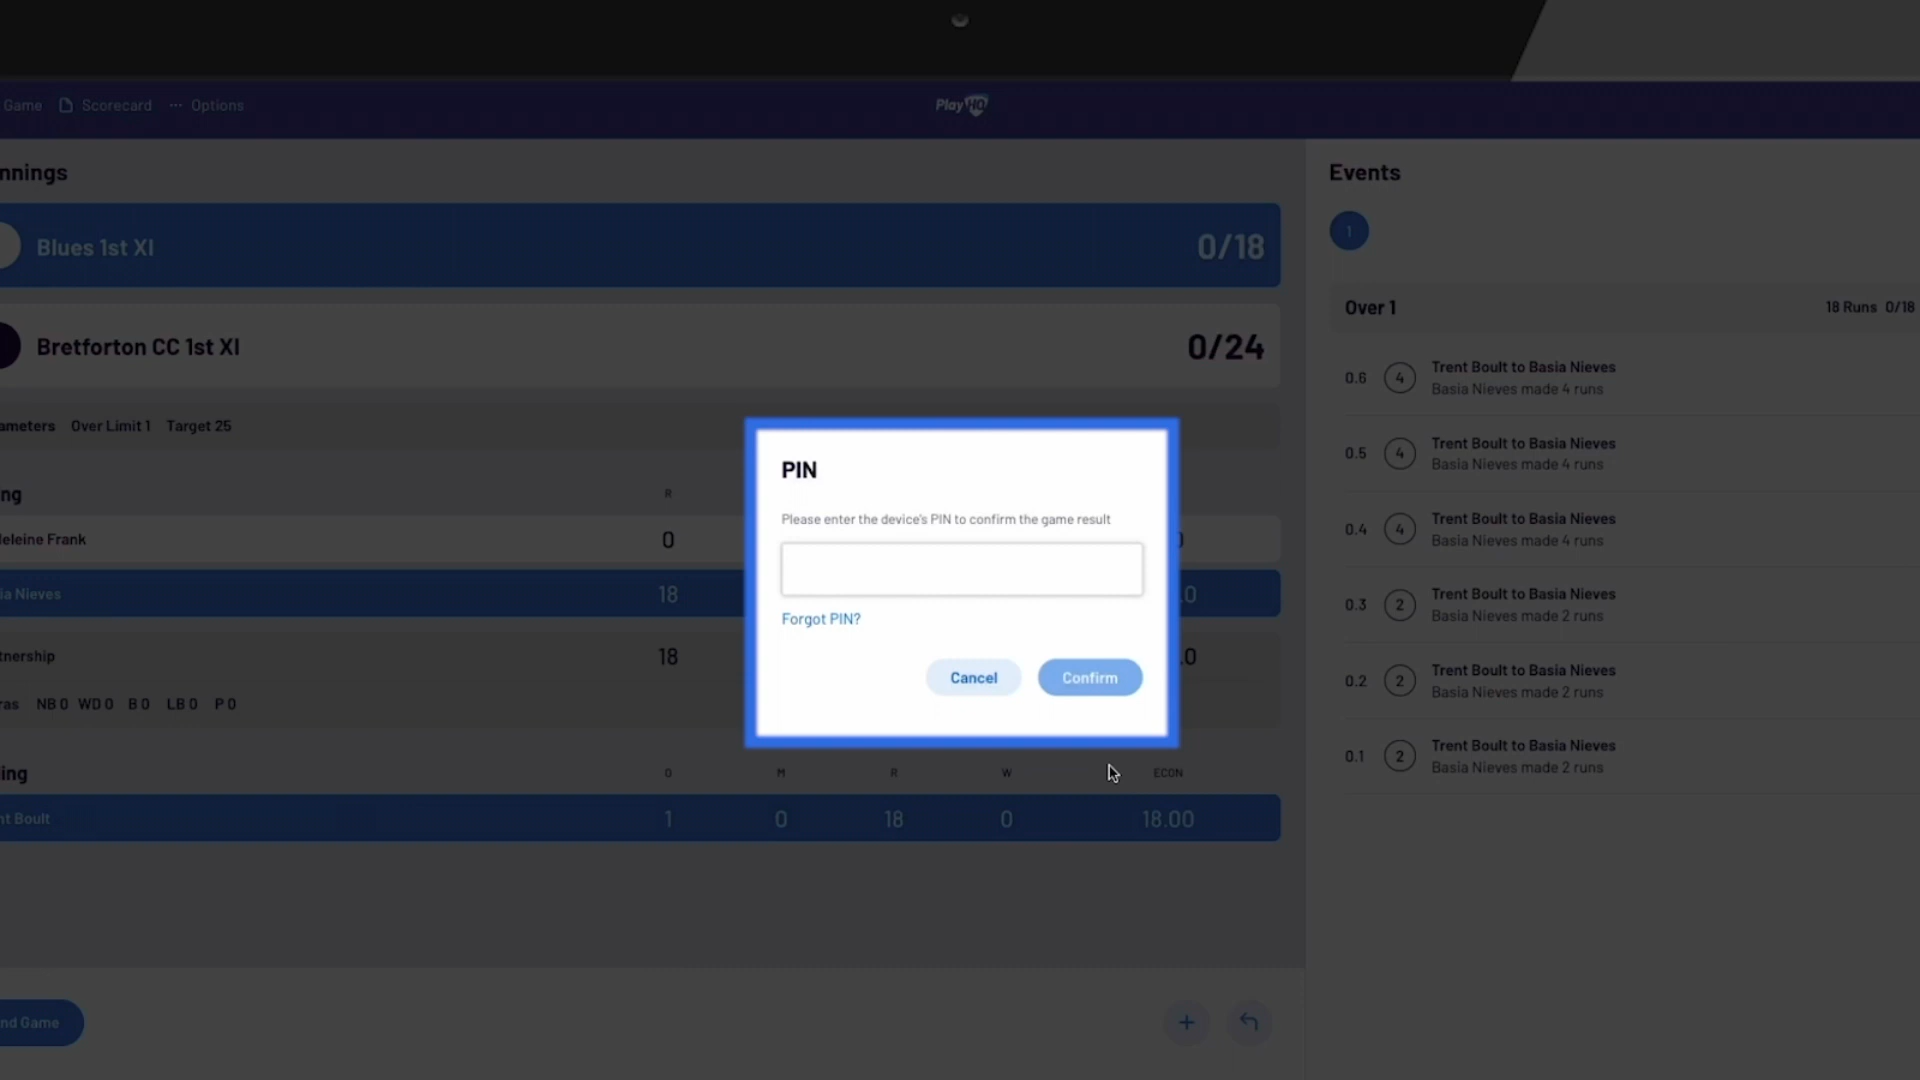 Game Scorecard ... Options
PlayHQ
nnings
Blues 1st XI 0/18
Bretforton CC 1st XI 0/24
ameters Over Limit 1 Target 25
ng R
leleine Frank 0 0
ia Nieves 18 .0
tnership 18 .0
ras NB 0 WD 0 B 0 LB 0 P 0
ing O M R W ECON
nt Boult 1 0 18 0 18.00
nd Game
PIN
Please enter the device's PIN to confirm the game result
Forgot PIN?
Cancel Confirm
Events
1
Over 1 18 Runs 0/18
0.6 4 Trent Boult to Basia Nieves
Basia Nieves made 4 runs
0.5 4 Trent Boult to Basia Nieves
Basia Nieves made 4 runs
0.4 4 Trent Boult to Basia Nieves
Basia Nieves made 4 runs
0.3 2 Trent Boult to Basia Nieves
Basia Nieves made 2 runs
0.2 2 Trent Boult to Basia Nieves
Basia Nieves made 2 runs
0.1 2 Trent Boult to Basia Nieves
Basia Nieves made 2 runs